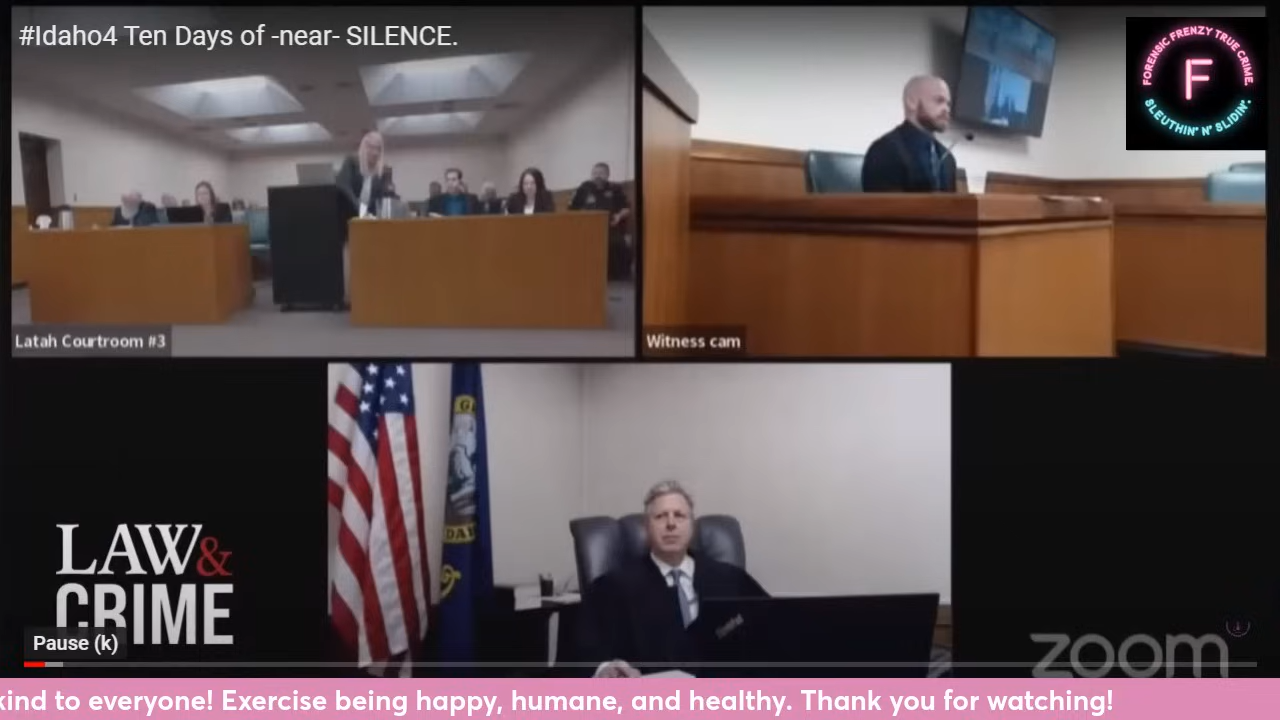 #Idaho4 Ten Days of -near- SILENCE.
FORENSIC FRENZY TRUE CRIME.
F
SLEUTHIN' N' SLIDIN'.
Latah Courtroom #3
Witness cam
LAW&
CRIME
Pause (k)
zoom
kind to everyone! Exercise being happy, humane, and healthy. Thank you for watching!